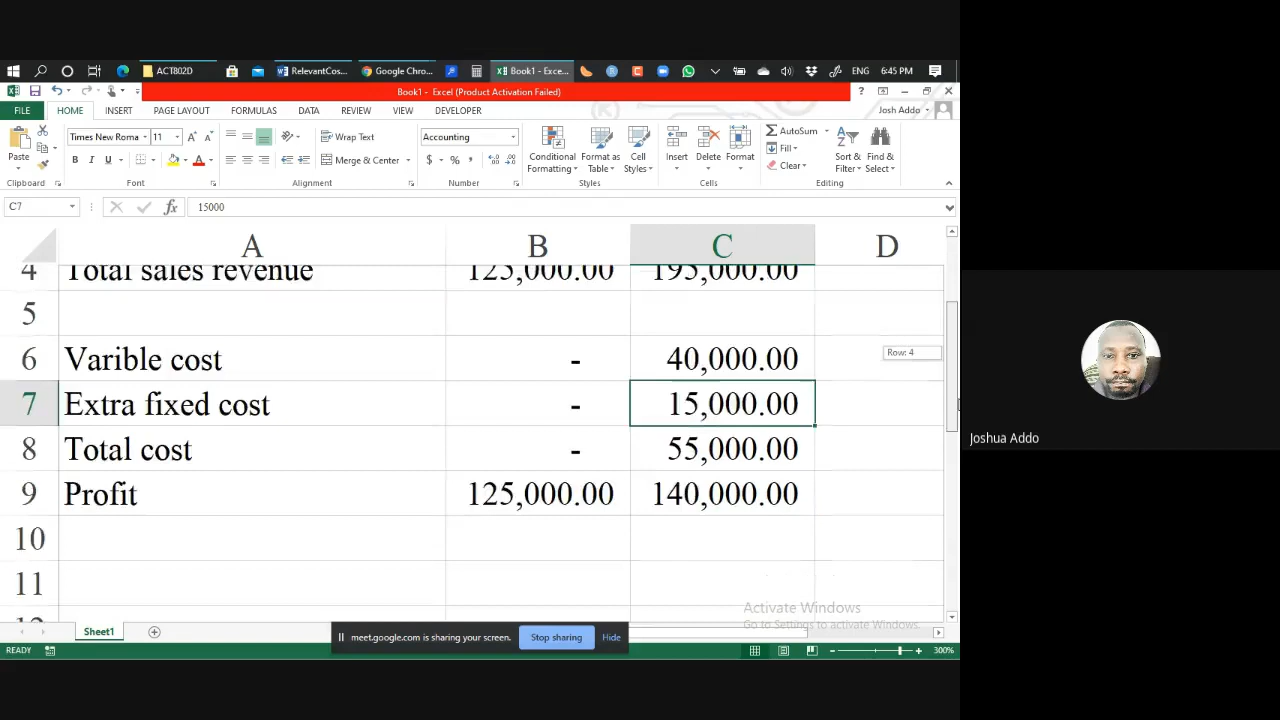 ACT802D
RelevantCos...
Google Chro...
Book1 - Exce...
ENG
6:45 PM
Book1 - Excel (Product Activation Failed)
FILE
HOME
INSERT
PAGE LAYOUT
FORMULAS
DATA
REVIEW
VIEW
DEVELOPER
Josh Addo
Paste
Times New Roma
11
Wrap Text
Merge & Center
Accounting
Conditional
Formatting
Format as
Table
Cell
Styles
Insert
Delete
Format
AutoSum
Fill
Clear
Sort &
Filter
Find &
Select
Clipboard
Font
Alignment
Number
Styles
Cells
Editing
C7
15000
A B C D
4 Total sales revenue 125,000.00 195,000.00
5
6 Varible cost - 40,000.00
Row: 4
7 Extra fixed cost - 15,000.00
8 Total cost - 55,000.00
9 Profit 125,000.00 140,000.00
10
11
12
Activate Windows
Go to Settings to activate Windows.
Sheet1
meet.google.com is sharing your screen.
Stop sharing
Hide
READY
300%
Joshua Addo